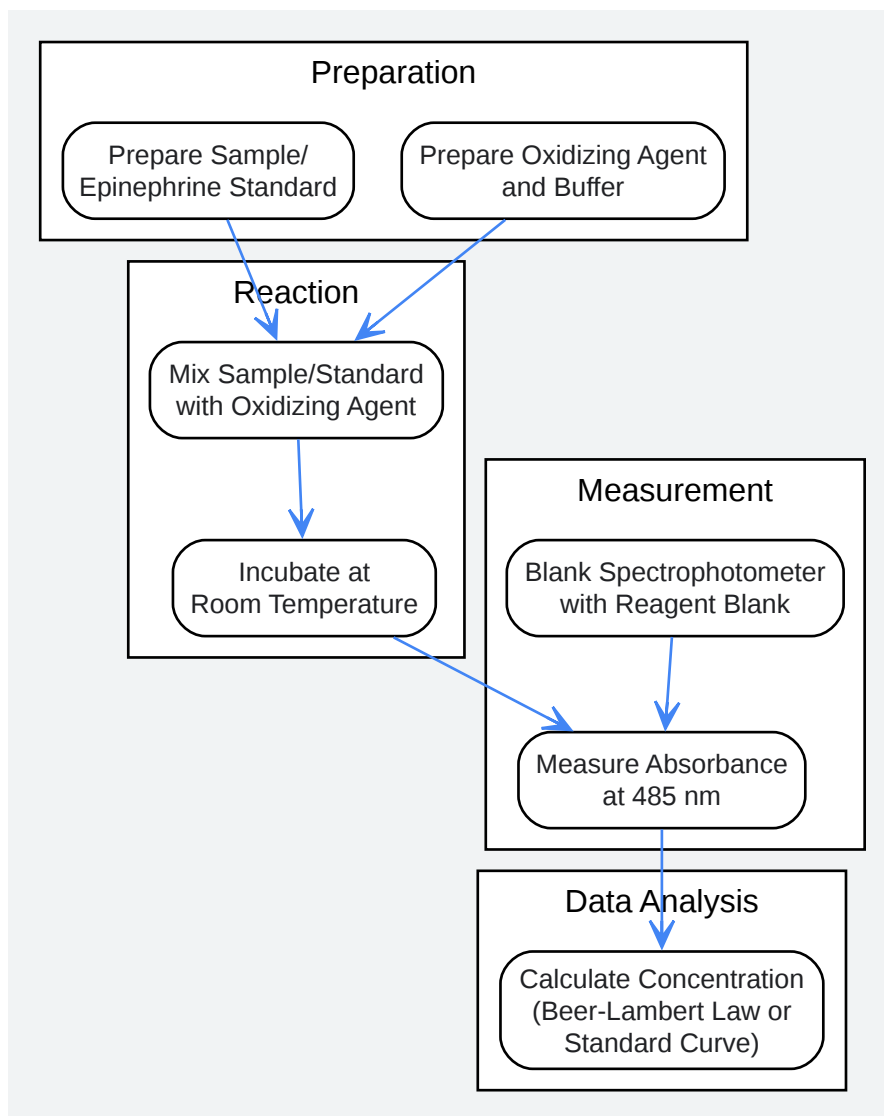 Preparation
Prepare Sample/
Epinephrine Standard
Prepare Oxidizing Agent
and Buffer
Reaction
Mix Sample/Standard
with Oxidizing Agent
Incubate at
Room Temperature
Measurement
Blank Spectrophotometer
with Reagent Blank
Measure Absorbance
at 485 nm
Data Analysis
Calculate Concentration
(Beer-Lambert Law or
Standard Curve)